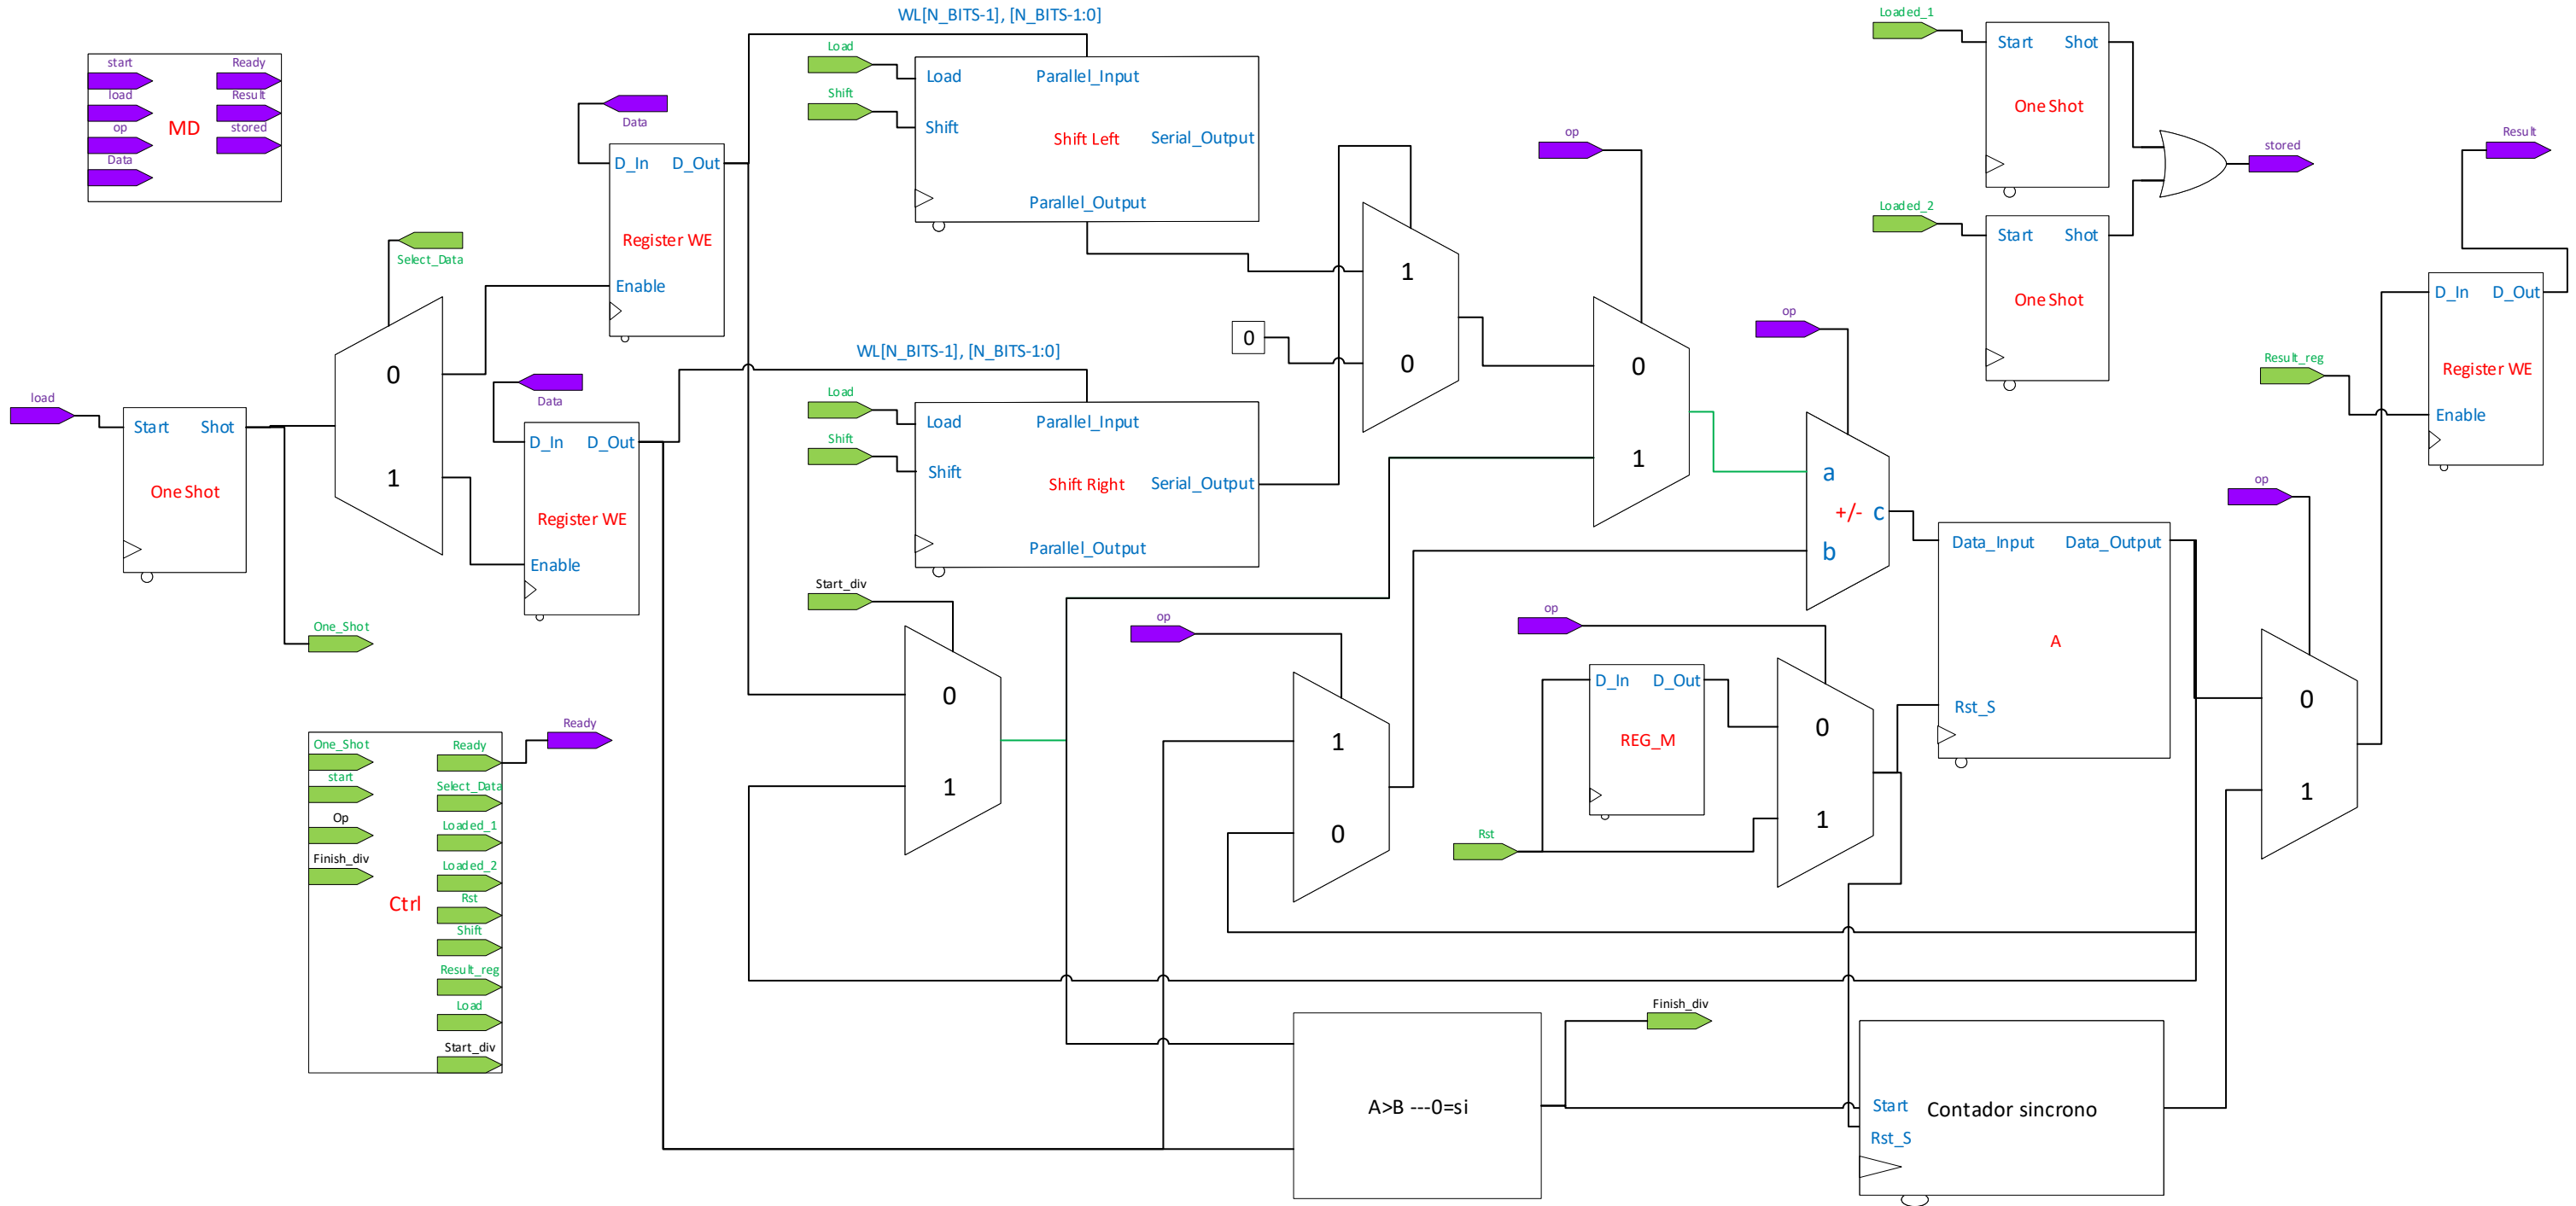 WL[N_BITS-1], [N_BITS-1:0]
start
load
op
Data
MD
Ready
Result
stored
Data
D_In D_Out
Register WE
Enable
Load
Shift
Load Parallel_Input
Shift
Shift Left
Serial_Output
Parallel_Output
op
Loaded_1
Start Shot
One Shot
Loaded_2
Start Shot
One Shot
stored
Result
D_In D_Out
Register WE
Enable
Result_reg
Select_Data
0
1
load
Start Shot
One Shot
One_Shot
Data
D_In D_Out
Register WE
Enable
WL[N_BITS-1], [N_BITS-1:0]
Load
Shift
Load Parallel_Input
Shift
Shift Right
Serial_Output
Parallel_Output
0
1
0
0
1
op
a
+/- c
b
Data_Input Data_Output
A
Rst_S
op
0
1
Start_div
0
1
op
1
0
op
D_In D_Out
REG_M
Rst
0
1
One_Shot
start
Op
Finish_div
Ctrl
Ready
Select_Data
Loaded_1
Loaded_2
Rst
Shift
Result_reg
Load
Start_div
Ready
A>B ---0=si
Finish_div
Start
Rst_S
Contador sincrono